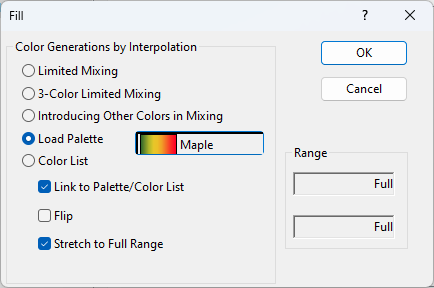 Fill
Color Generations by Interpolation
Limited Mixing
3-Color Limited Mixing
Introducing Other Colors in Mixing
Load Palette
Maple
Color List
Link to Palette/Color List
Flip
Stretch to Full Range
OK
Cancel
Range
Full
Full